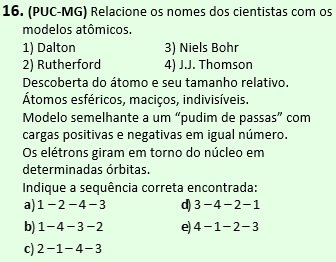 16. (PUC-MG) Relacione os nomes dos cientistas com os
modelos atômicos.
1) Dalton 3) Niels Bohr
2) Rutherford 4) J.J. Thomson
Descoberta do átomo e seu tamanho relativo.
Átomos esféricos, maciços, indivisíveis.
Modelo semelhante a um “pudim de passas” com
cargas positivas e negativas em igual número.
Os elétrons giram em torno do núcleo em
determinadas órbitas.
Indique a sequência correta encontrada:
a) 1 – 2 – 4 – 3 d) 3 – 4 – 2 – 1
b) 1 – 4 – 3 – 2 e) 4 – 1 – 2 – 3
c) 2 – 1 – 4 – 3